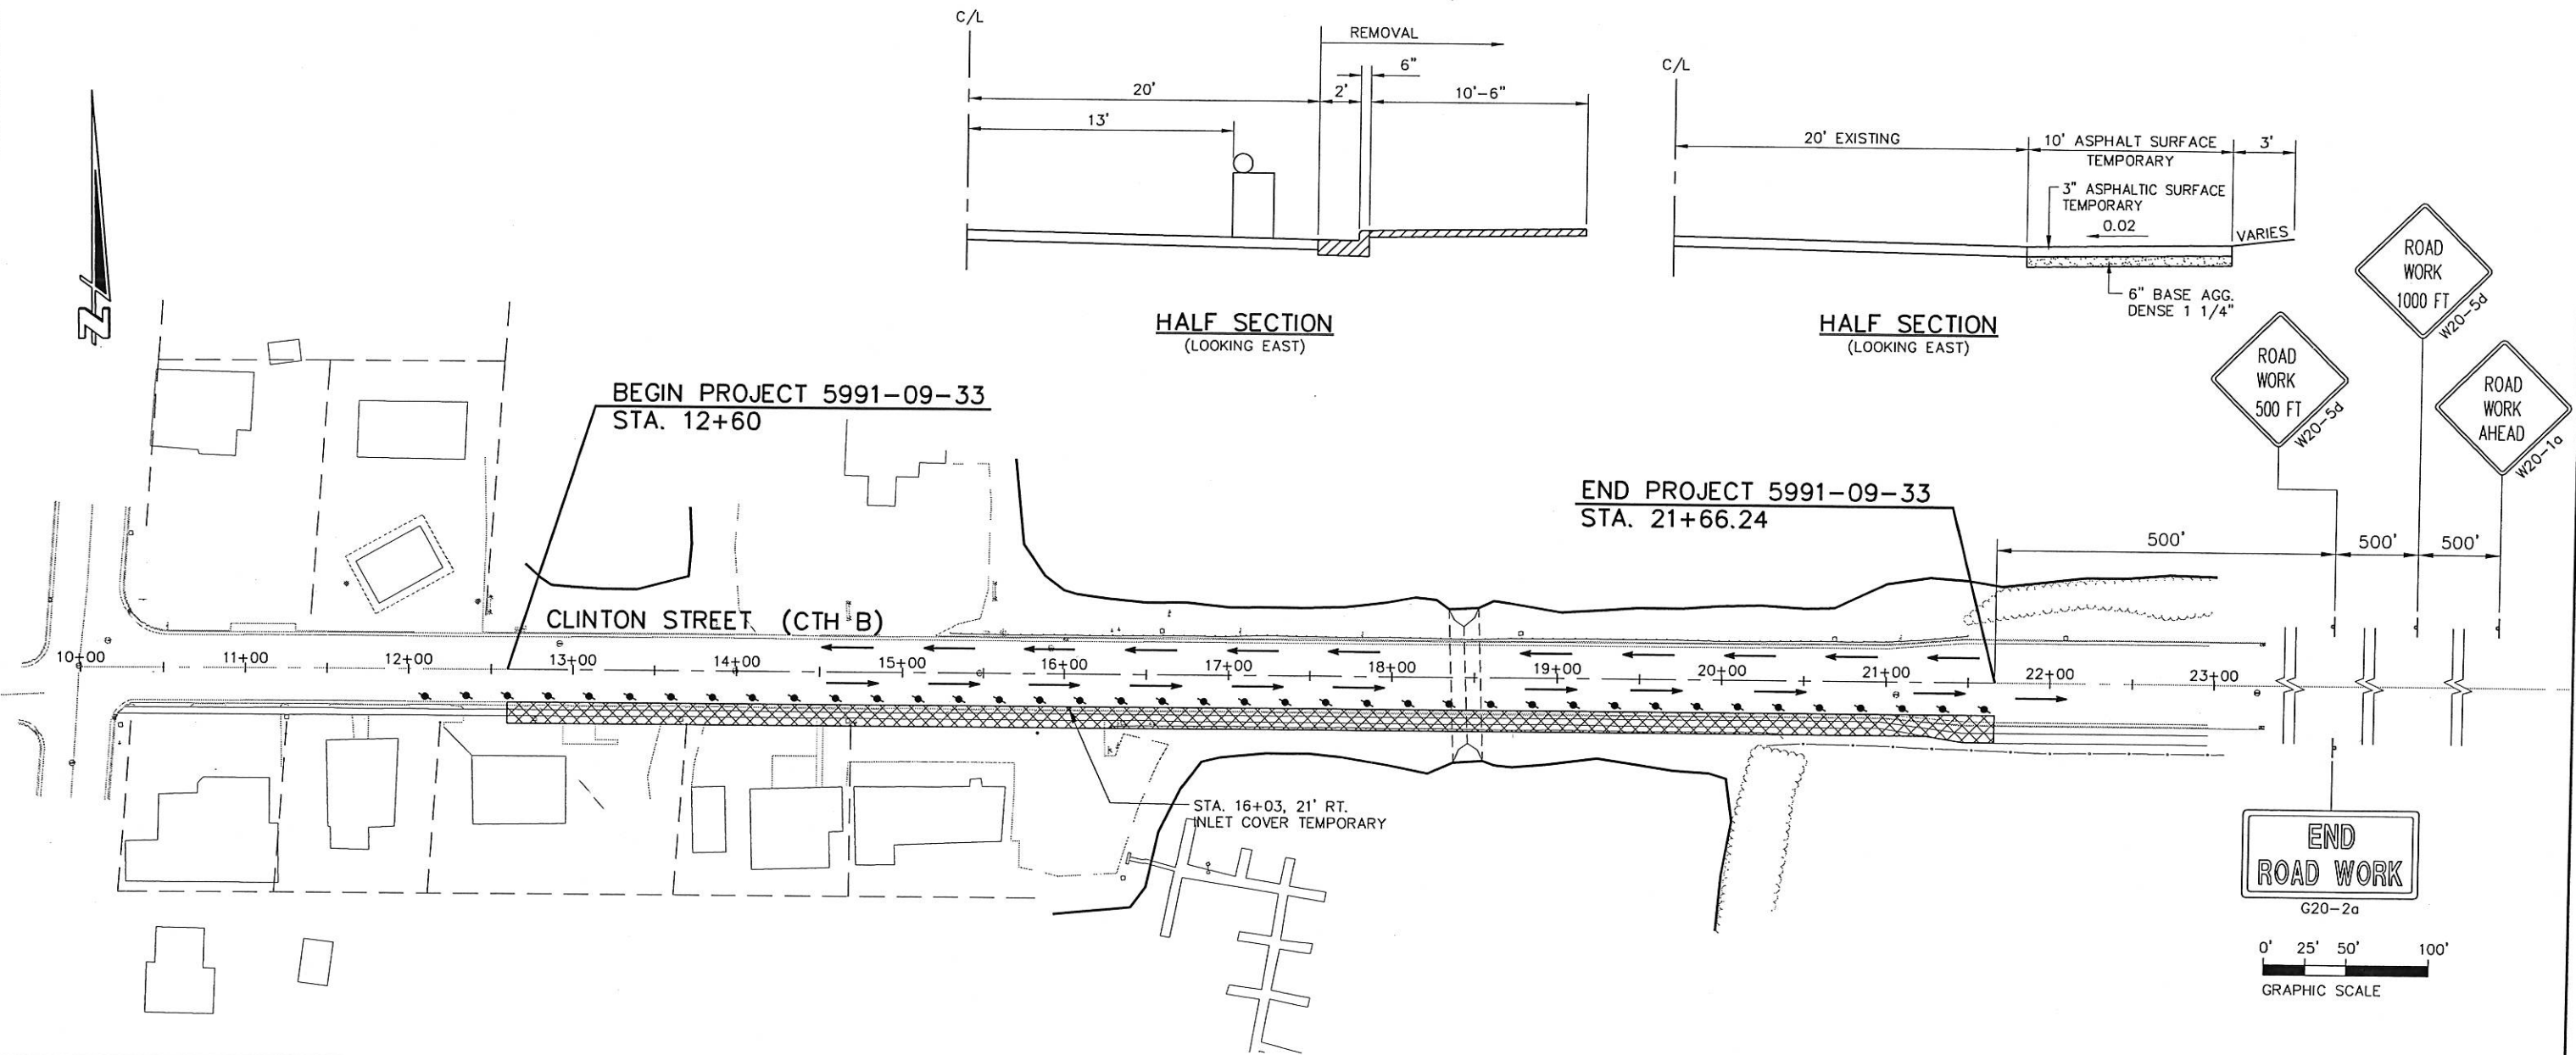 C/L
REMOVAL
6"
20'
2'
10'-6"
13'
HALF SECTION
(LOOKING EAST)
C/L
20' EXISTING
10' ASPHALT SURFACE
TEMPORARY
3'
3" ASPHALTIC SURFACE
TEMPORARY
0.02
VARIES
6" BASE AGG.
DENSE 1 1/4"
HALF SECTION
(LOOKING EAST)
ROAD
WORK
1000 FT
W20-5d
ROAD
WORK
500 FT
W20-5d
ROAD
WORK
AHEAD
W20-1a
N
BEGIN PROJECT 5991-09-33
STA. 12+60
END PROJECT 5991-09-33
STA. 21+66.24
500'
500'
500'
CLINTON STREET (CTH B)
10+00
11+00
12+00
13+00
14+00
15+00
16+00
17+00
18+00
19+00
20+00
21+00
22+00
23+00
STA. 16+03, 21' RT.
INLET COVER TEMPORARY
END
ROAD WORK
G20-2a
0' 25' 50' 100'
GRAPHIC SCALE